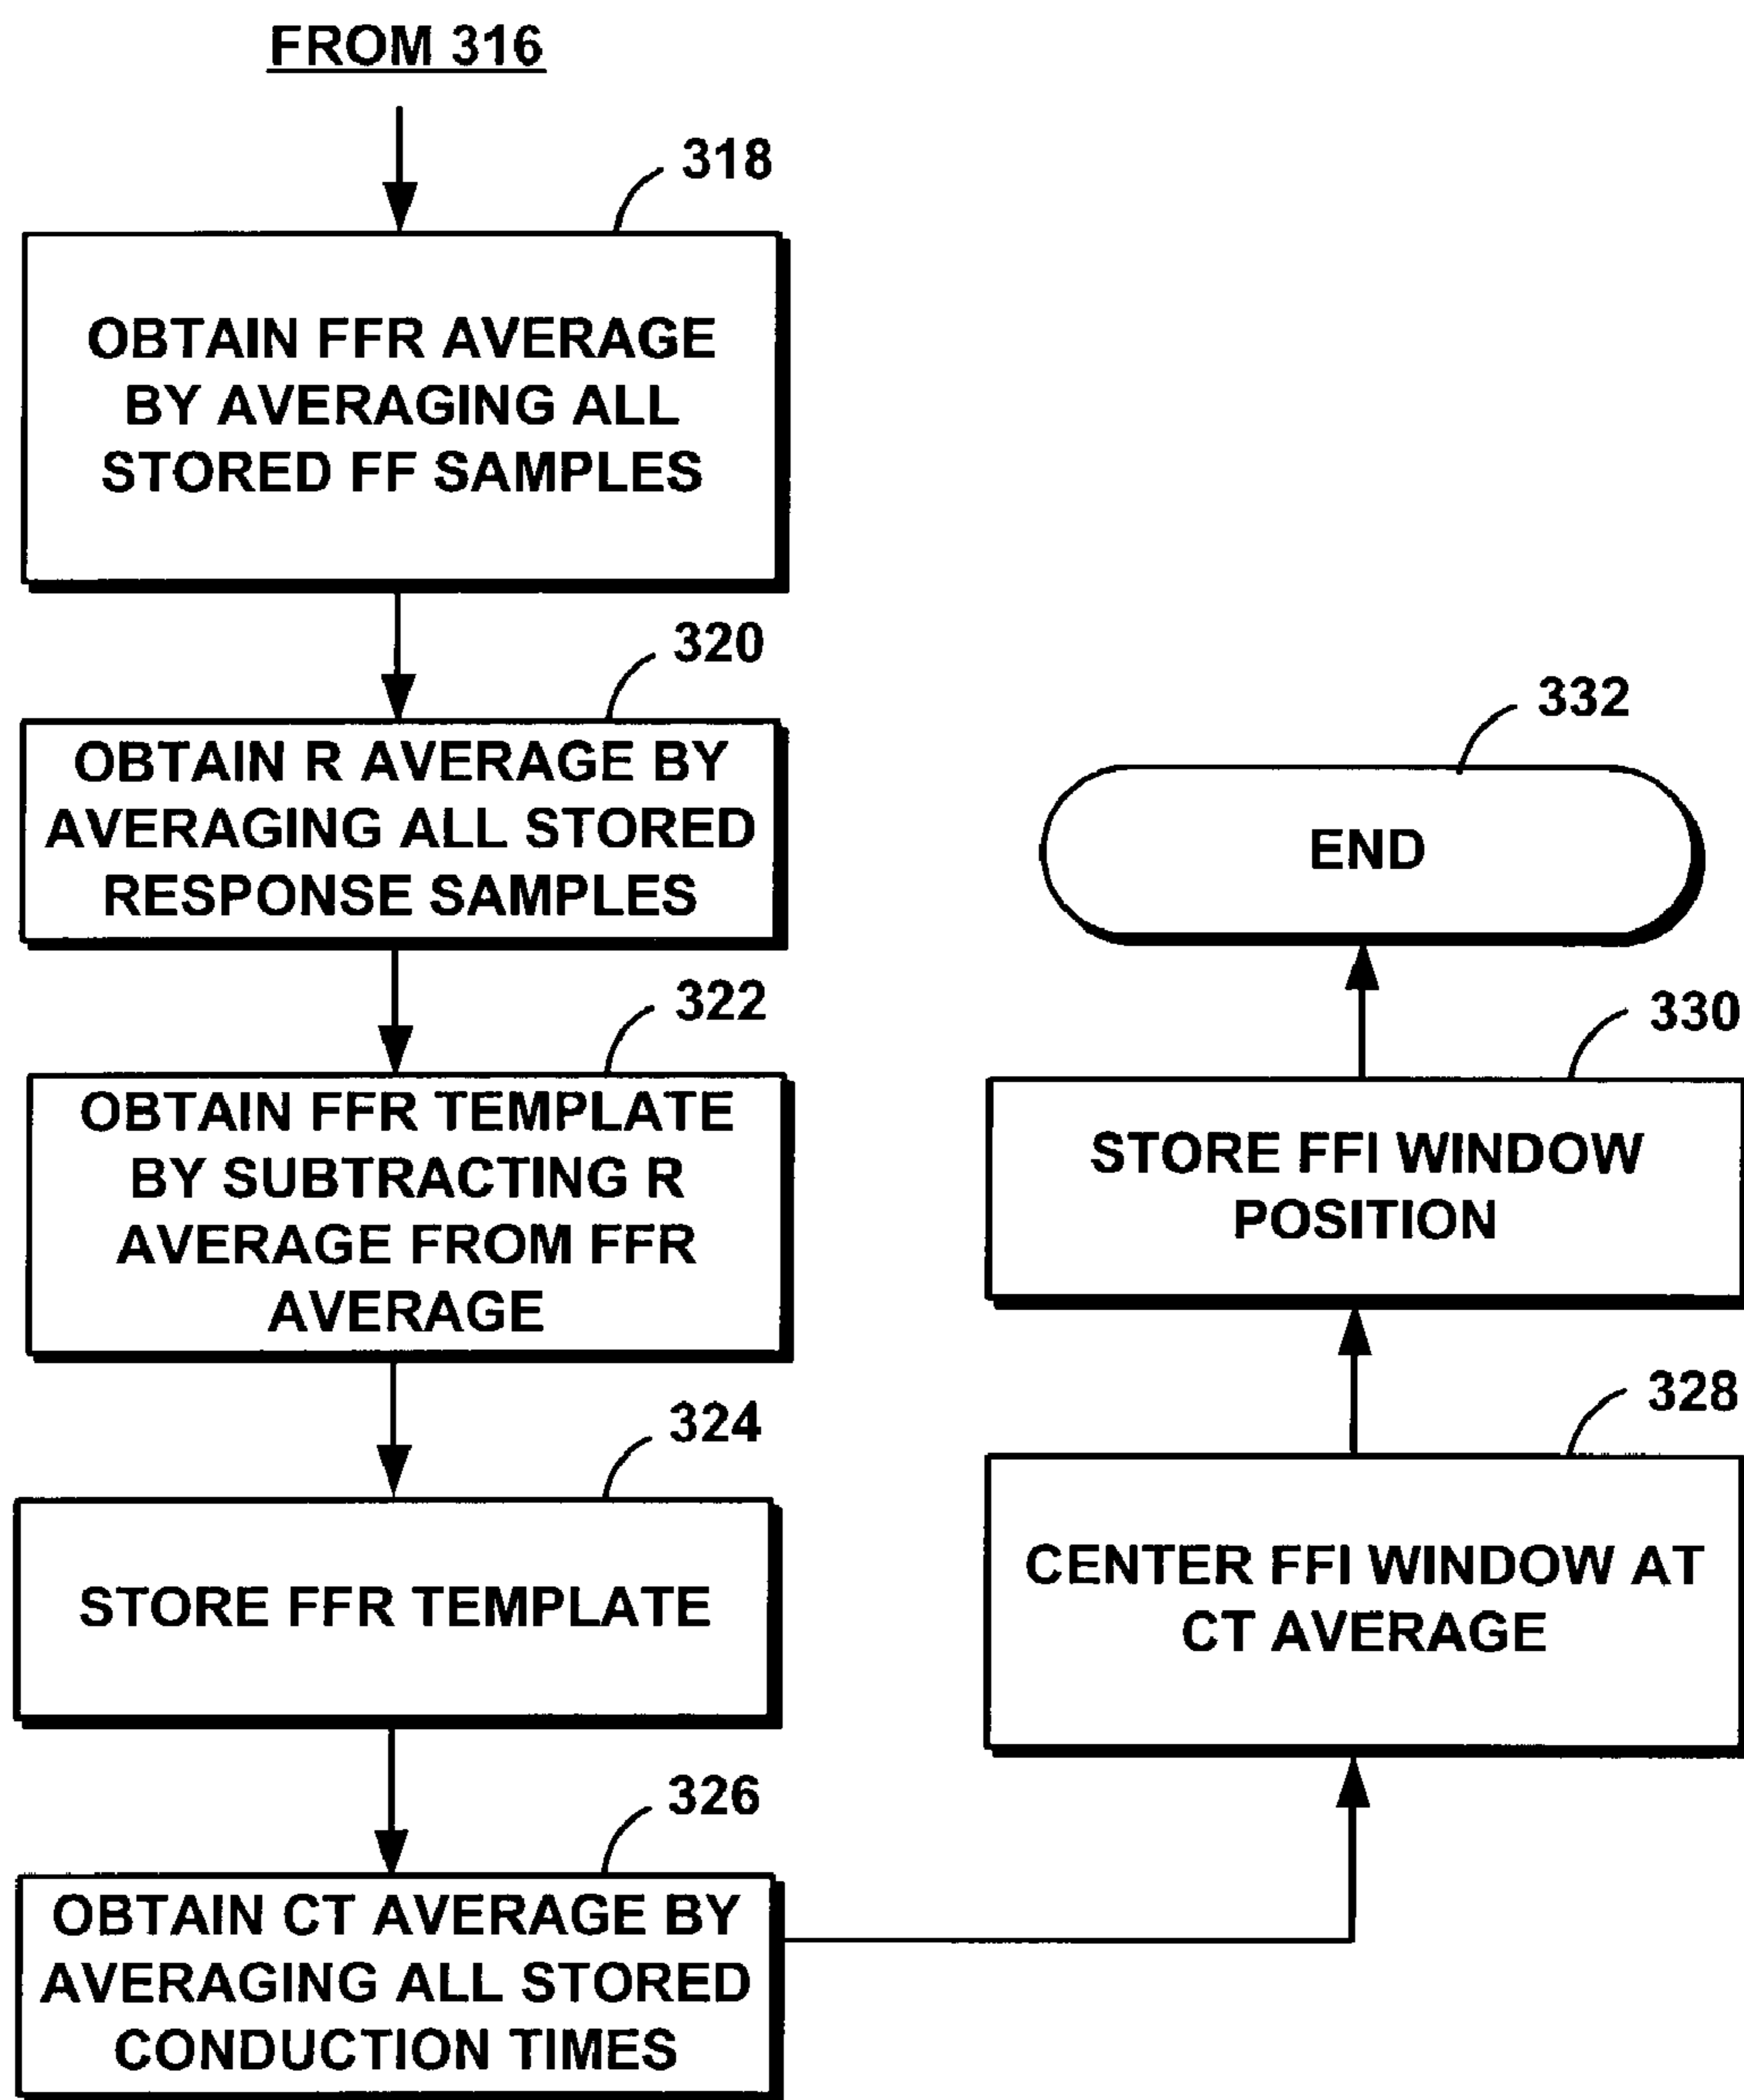 FROM 316
318
OBTAIN FFR AVERAGE
BY AVERAGING ALL
STORED FF SAMPLES
320
OBTAIN R AVERAGE BY
AVERAGING ALL STORED
RESPONSE SAMPLES
322
OBTAIN FFR TEMPLATE
BY SUBTRACTING R
AVERAGE FROM FFR
AVERAGE
324
STORE FFR TEMPLATE
326
OBTAIN CT AVERAGE BY
AVERAGING ALL STORED
CONDUCTION TIMES
328
CENTER FFI WINDOW AT
CT AVERAGE
330
STORE FFI WINDOW
POSITION
332
END